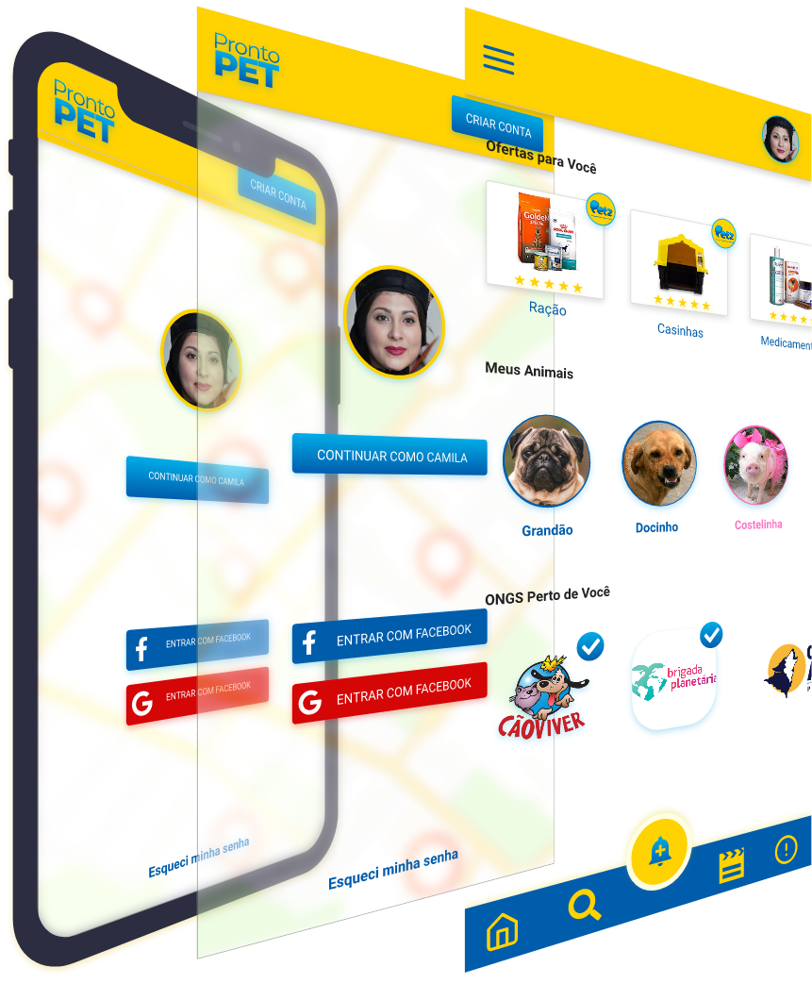 Pronto
PET
CRIAR CONTA
CONTINUAR COMO CAMILA
ENTRAR COM FACEBOOK
G ENTRAR COM FACEBOOK
Esqueci minha senha
Pronto
PET
CRIAR CONTA
CONTINUAR COMO CAMILA
ENTRAR COM FACEBOOK
G ENTRAR COM FACEBOOK
Esqueci minha senha
Ofertas para Você
Petz
Petz
Ração
Casinhas
Medicament
Meus Animais
Grandão
Docinho
Costelinha
ONGS Perto de Você
CÃOVIVER
brigada
planetária